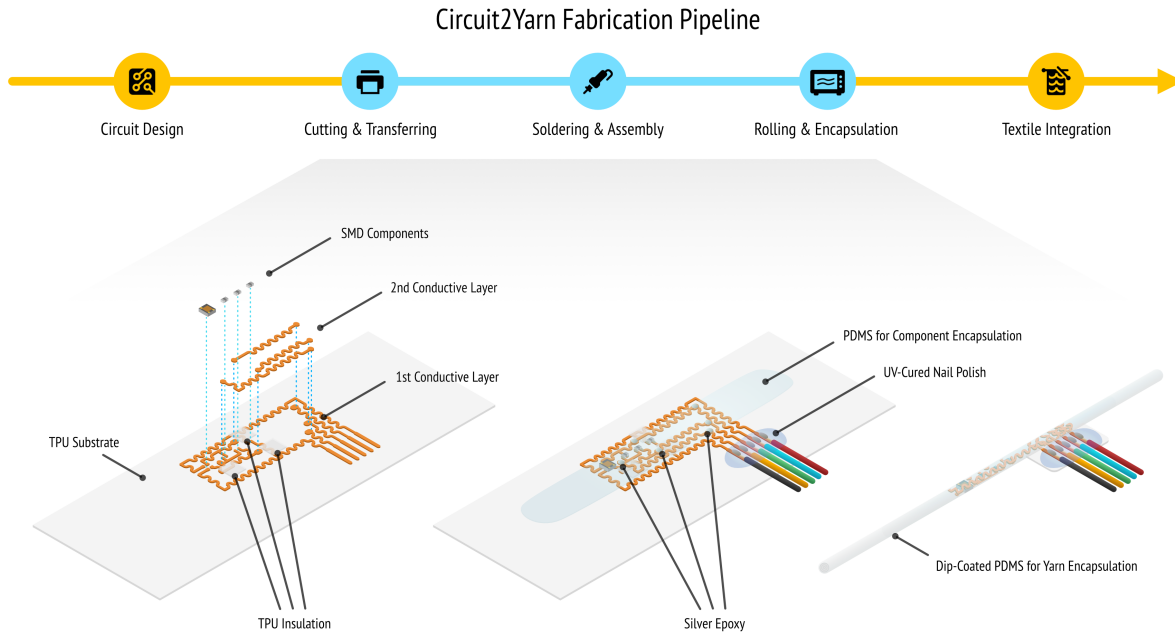 Circuit2Yarn Fabrication Pipeline
Circuit Design
Cutting & Transferring
Soldering & Assembly
Rolling & Encapsulation
Textile Integration
SMD Components
2nd Conductive Layer
1st Conductive Layer
TPU Substrate
TPU Insulation
PDMS for Component Encapsulation
UV-Cured Nail Polish
Silver Epoxy
Dip-Coated PDMS for Yarn Encapsulation